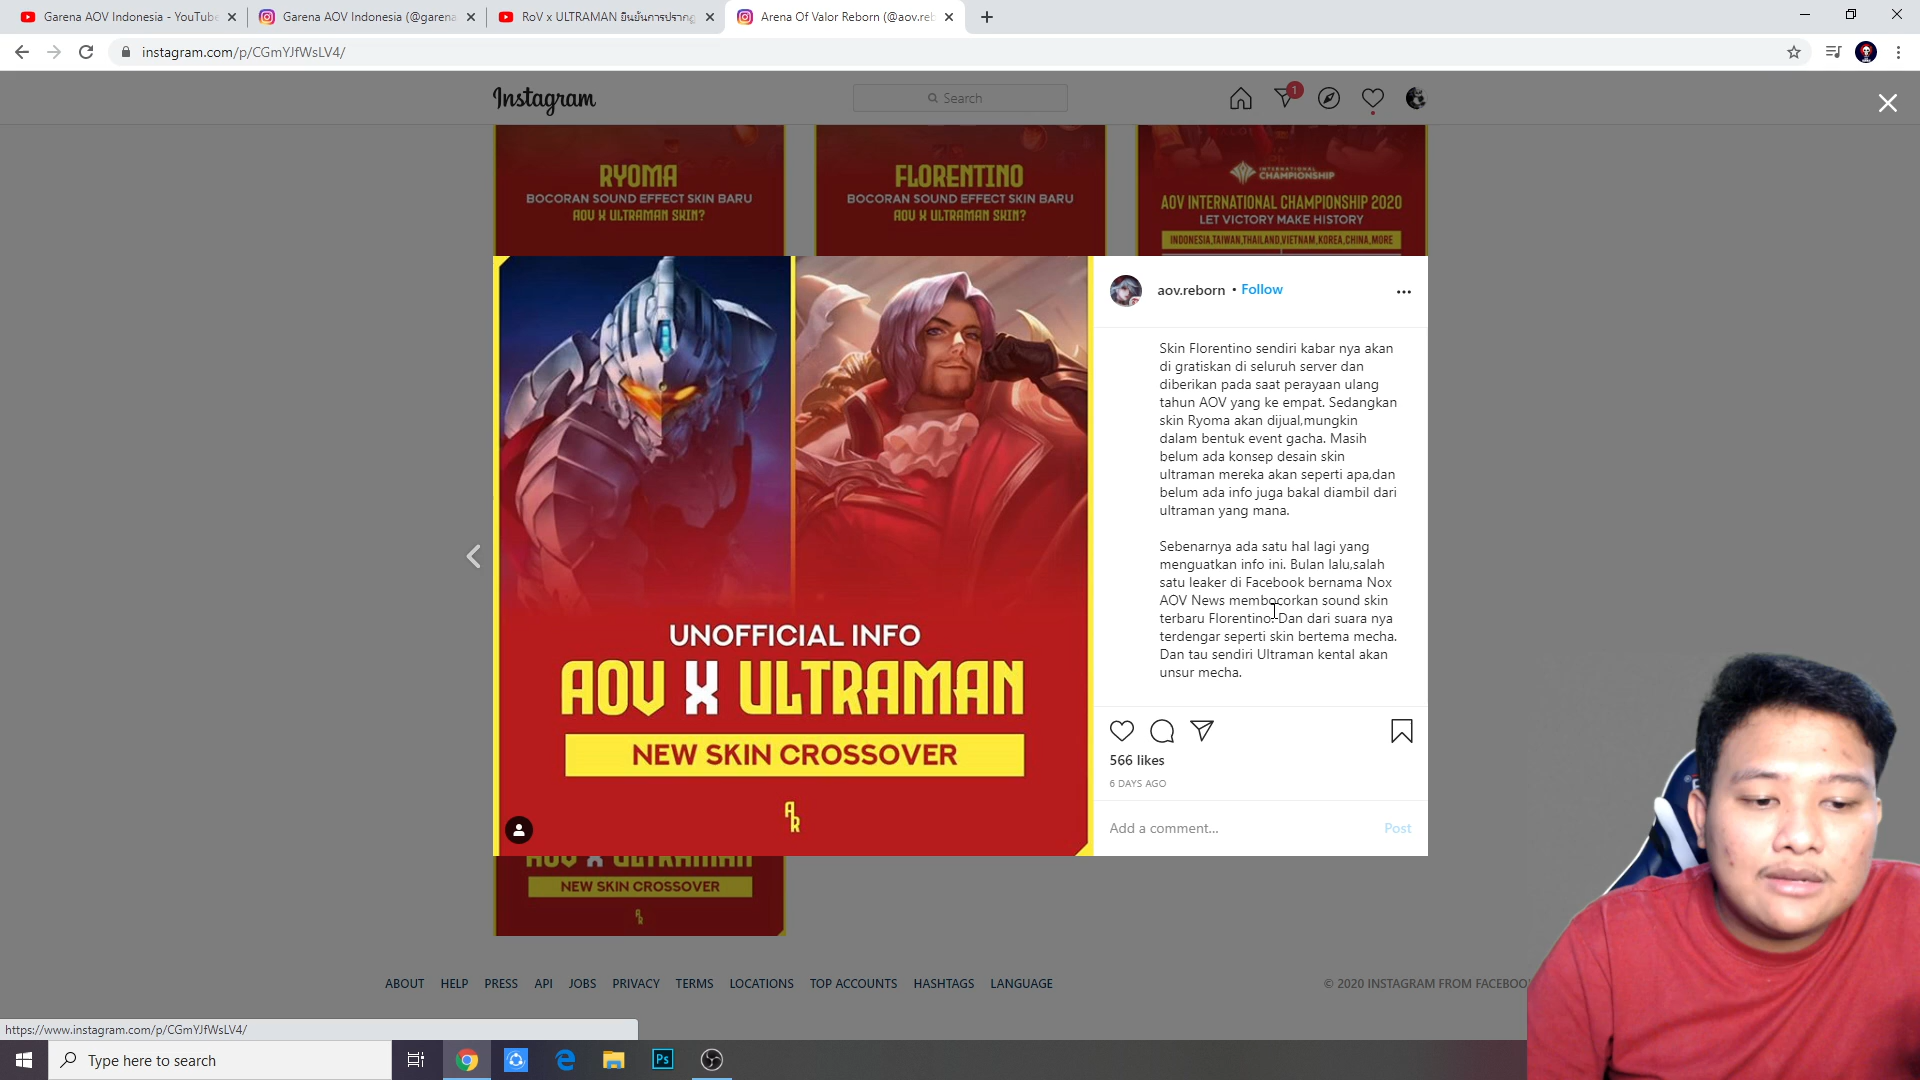 Garena AOV Indonesia - YouTube
Garena AOV Indonesia (@garena
RoV x ULTRAMAN
Arena Of Valor Reborn (@aov.reb
instagram.com/p/CGmYJfWsLV4/
Instagram
Search
1
RYOMA
BOCORAN SOUND EFFECT SKIN BARU
AOV X ULTRAMAN SKIN?
FLORENTINO
BOCORAN SOUND EFFECT SKIN BARU
AOV X ULTRAMAN SKIN?
INTERNATIONAL
CHAMPIONSHIP
AOV INTERNATIONAL CHAMPIONSHIP 2020
LET VICTORY MAKE HISTORY
INDONESIA,TAIWAN,THAILAND,VIETNAM,KOREA,CHINA,MORE
UNOFFICIAL INFO
AOV X ULTRAMAN
NEW SKIN CROSSOVER
AR
aov.reborn • Follow
Skin Florentino sendiri kabar nya akan
di gratiskan di seluruh server dan
diberikan pada saat perayaan ulang
tahun AOV yang ke empat. Sedangkan
skin Ryoma akan dijual,mungkin
dalam bentuk event gacha. Masih
belum ada konsep desain skin
ultraman mereka akan seperti apa,dan
belum ada info juga bakal diambil dari
ultraman yang mana.
Sebenarnya ada satu hal lagi yang
menguatkan info ini. Bulan lalu,salah
satu leaker di Facebook bernama Nox
AOV News membocorkan sound skin
terbaru Florentino. Dan dari suara nya
terdengar seperti skin bertema mecha.
Dan tau sendiri Ultraman kental akan
unsur mecha.
566 likes
6 DAYS AGO
Add a comment...
Post
AOV X ULTRAMAN
NEW SKIN CROSSOVER
AR
ABOUT HELP PRESS API JOBS PRIVACY TERMS LOCATIONS TOP ACCOUNTS HASHTAGS LANGUAGE
© 2020 INSTAGRAM FROM FACEBOO
https://www.instagram.com/p/CGmYJfWsLV4/
Type here to search
Ps